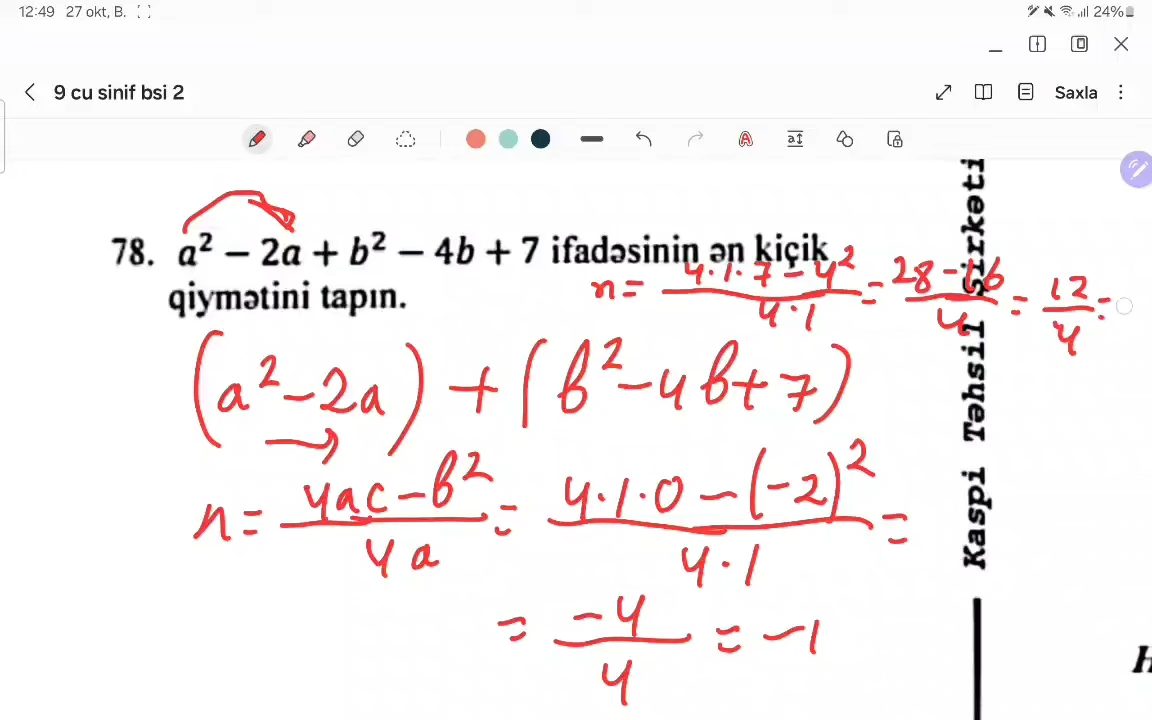 12:49 27 okt, B. 24%
9 cu sinif bsi 2 Saxla
78. a² − 2a + b² − 4b + 7 ifadəsinin ən kiçik
qiymətini tapın.
n = (4·1·7 − 4²)/(4·1) = (28 − 16)/4 = 12/4 =
(a² − 2a) + (b² − 4b + 7)
n = (4ac − b²)/(4a) = (4·1·0 − (−2)²)/(4·1) =
= −4/4 = −1
Kaspi Təhsil Şirkəti
H